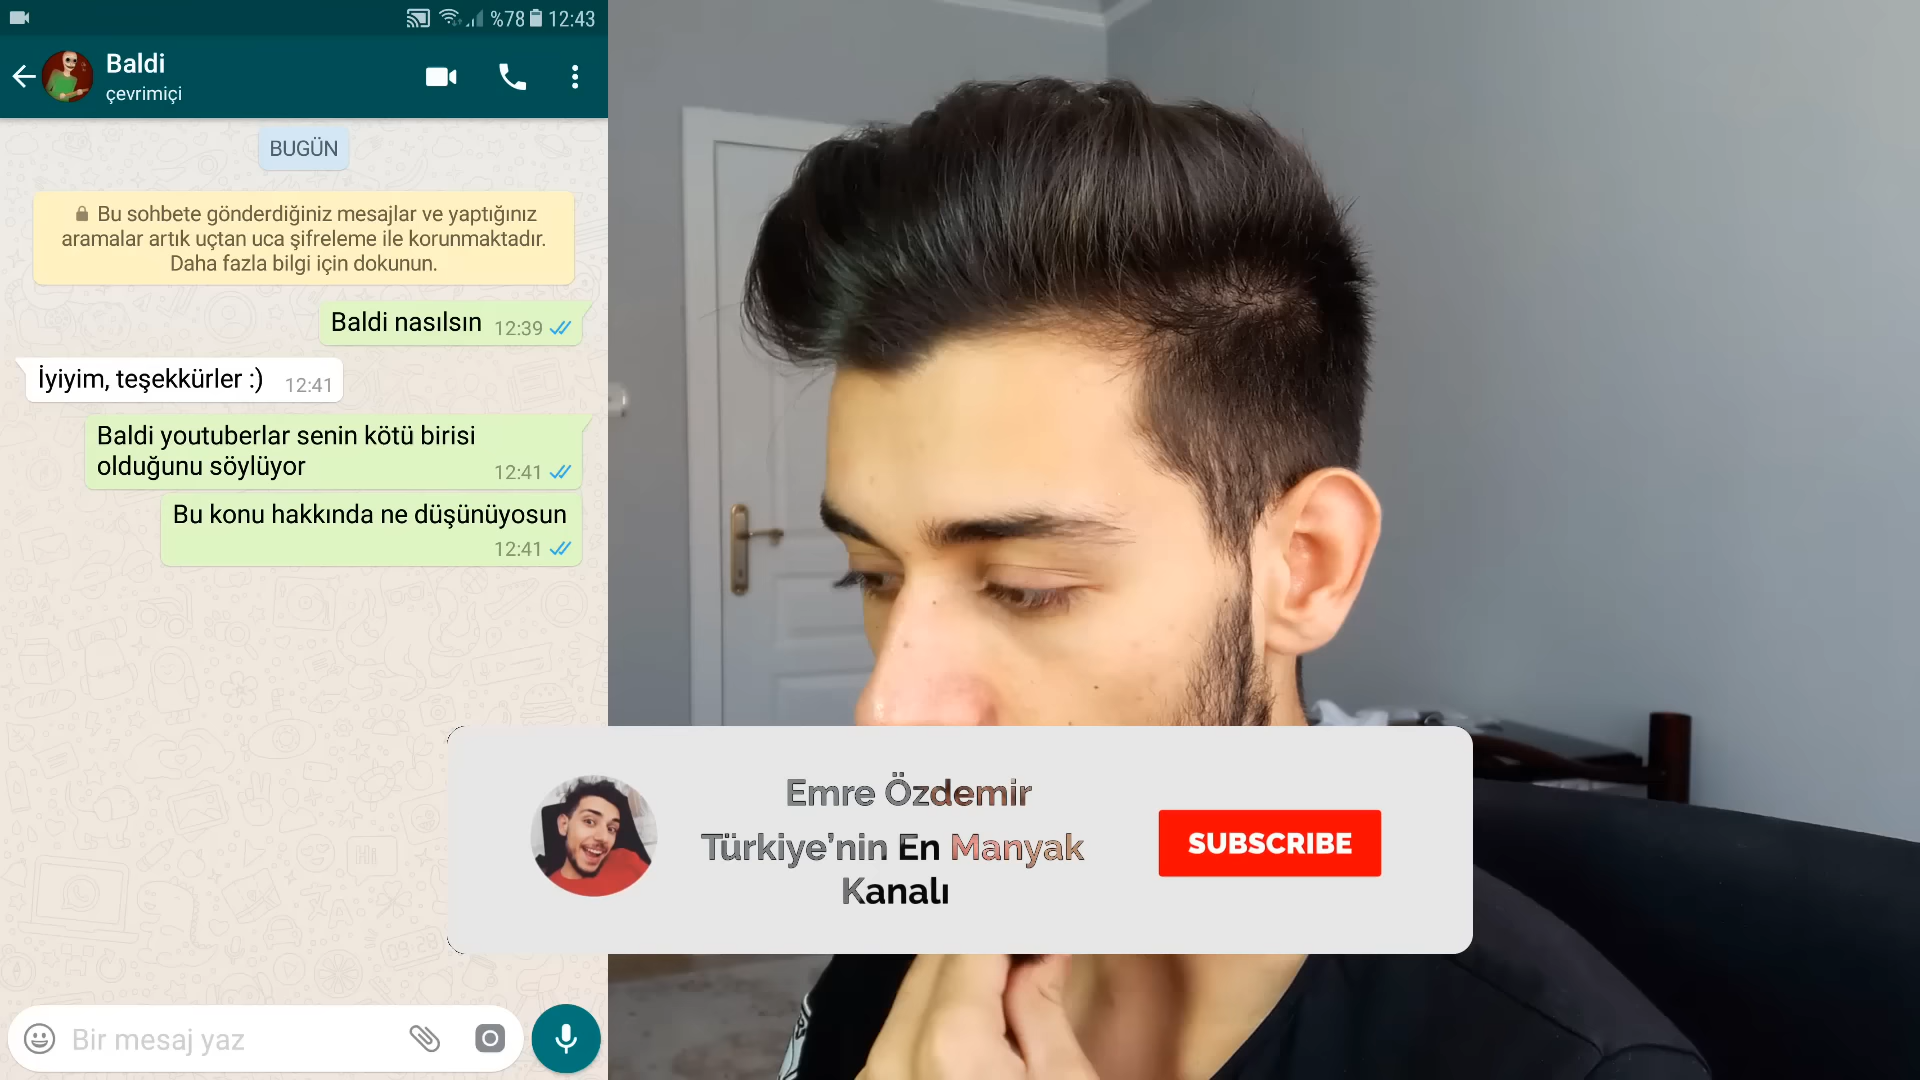 %78 12:43
Baldi
çevrimiçi
BUGÜN
Bu sohbete gönderdiğiniz mesajlar ve yaptığınız
aramalar artık uçtan uca şifreleme ile korunmaktadır.
Daha fazla bilgi için dokunun.
Baldi nasılsın 12:39
İyiyim, teşekkürler :) 12:41
Baldi youtuberlar senin kötü birisi
olduğunu söylüyor 12:41
Bu konu hakkında ne düşünüyosun
12:41
Bir mesaj yaz
Emre Özdemir
Türkiye’nin En Manyak
Kanalı
SUBSCRIBE